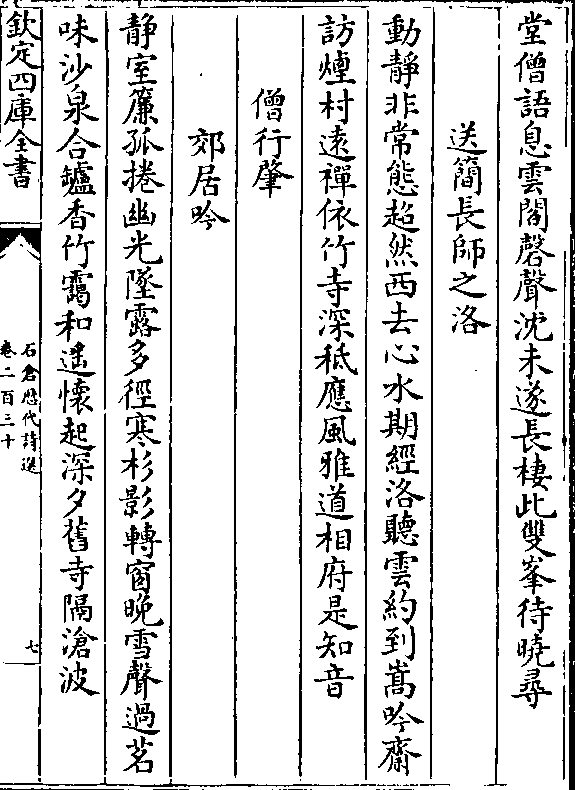 堂僧語息雲閣磬聲沈未遂長棲此雙峯待曉尋
送簡長師之洛
動靜非常態超然西去心水期經洛聽雲約到嵩吟齋
訪煙村遠禪依竹寺深秪應風雅道相府是知音
僧行肇
郊居吟
靜室簾孤捲幽光墜露多徑寒杉影轉窗晚雪聲過茗
味沙泉合鑪香竹靄和遙懷起深夕舊寺隔滄波
欽定四庫全書
石倉歷代詩選
卷二百三十
七